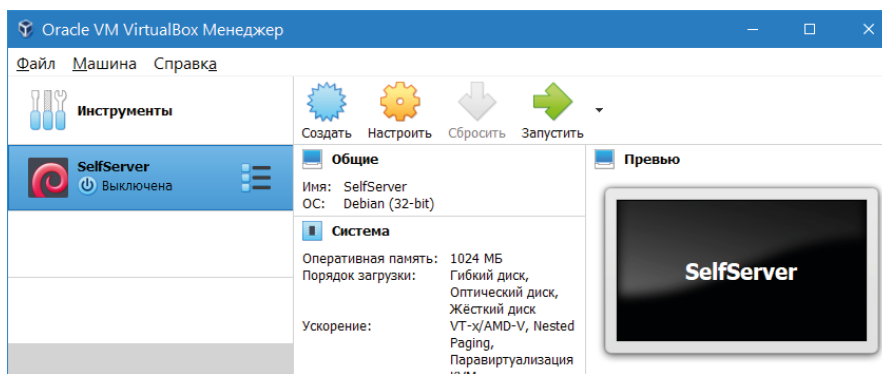 Oracle VM VirtualBox Менеджер
Файл Машина Справка
Инструменты
Создать Настроить Сбросить Запустить
SelfServer
Выключена
Общие
Имя: SelfServer
ОС: Debian (32-bit)
Система
Оперативная память: 1024 МБ
Порядок загрузки: Гибкий диск,
Оптический диск,
Жёсткий диск
Ускорение: VT-x/AMD-V, Nested
Paging,
Паравиртуализация
Превью
SelfServer